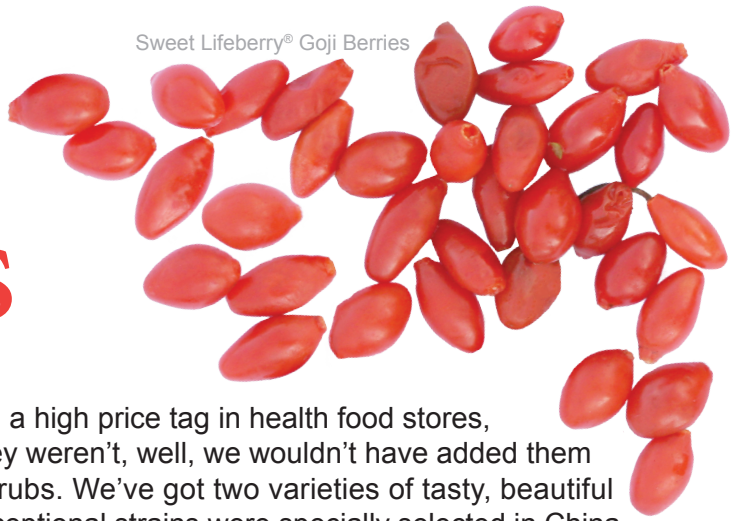 Sweet Lifeberry® Goji Berries
s
a high price tag in health food stores,
ey weren't, well, we wouldn't have added them
rubs. We've got two varieties of tasty, beautiful
ceptional strains were specially selected in China